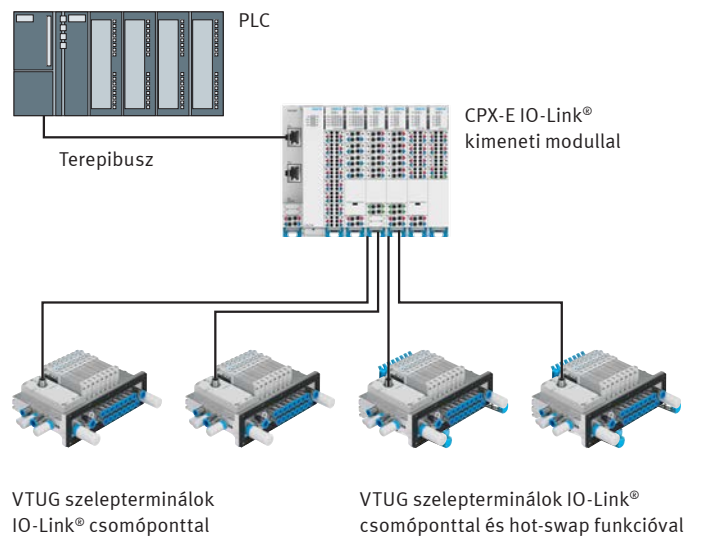 PLC
CPX-E IO-Link®
kimeneti modullal
Terepibusz
VTUG szelepterminálok
IO-Link® csomóponttal
VTUG szelepterminálok IO-Link®
csomóponttal és hot-swap funkcióval